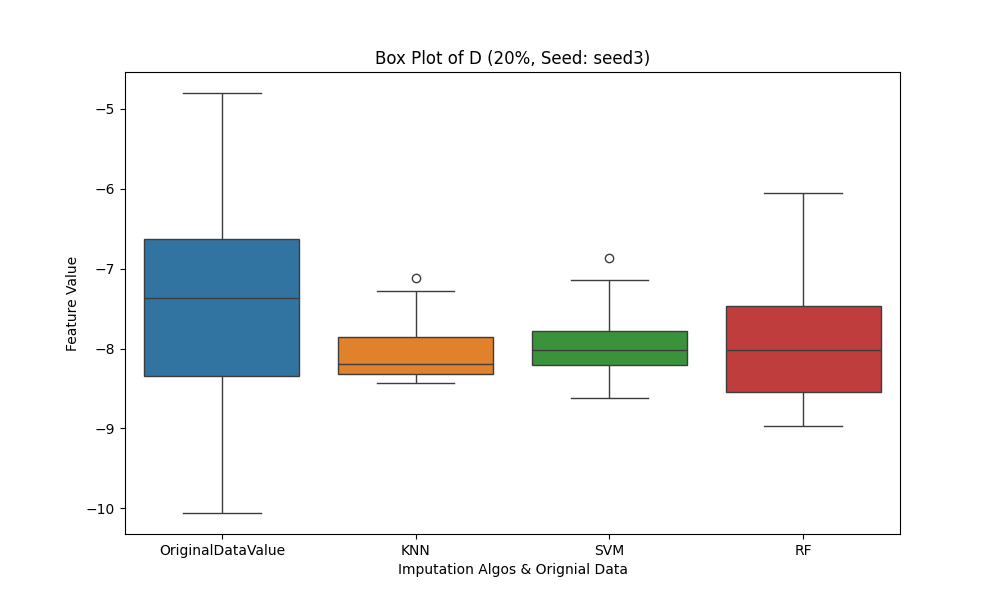 Box Plot of D (20%, Seed: seed3)
Feature Value
−5
−6
−7
−8
−9
−10
OriginalDataValue
KNN
SVM
RF
Imputation Algos & Orignial Data